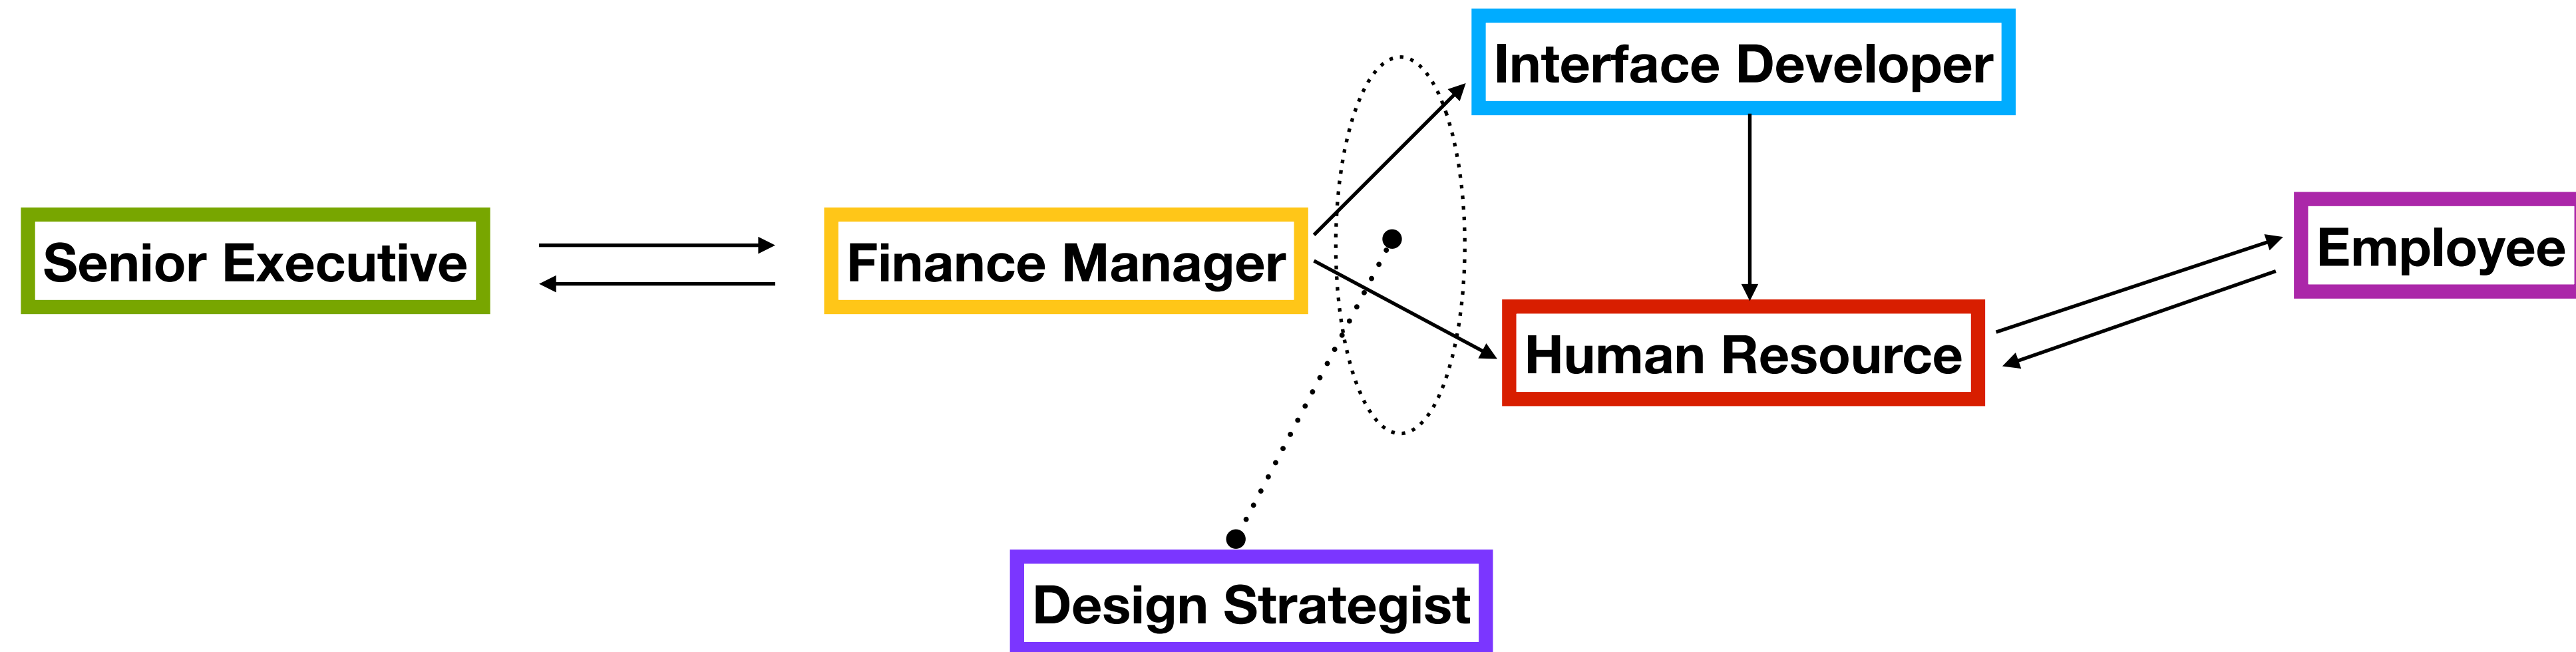 Interface Developer
Senior Executive
Finance Manager
Employee
Human Resource
Design Strategist